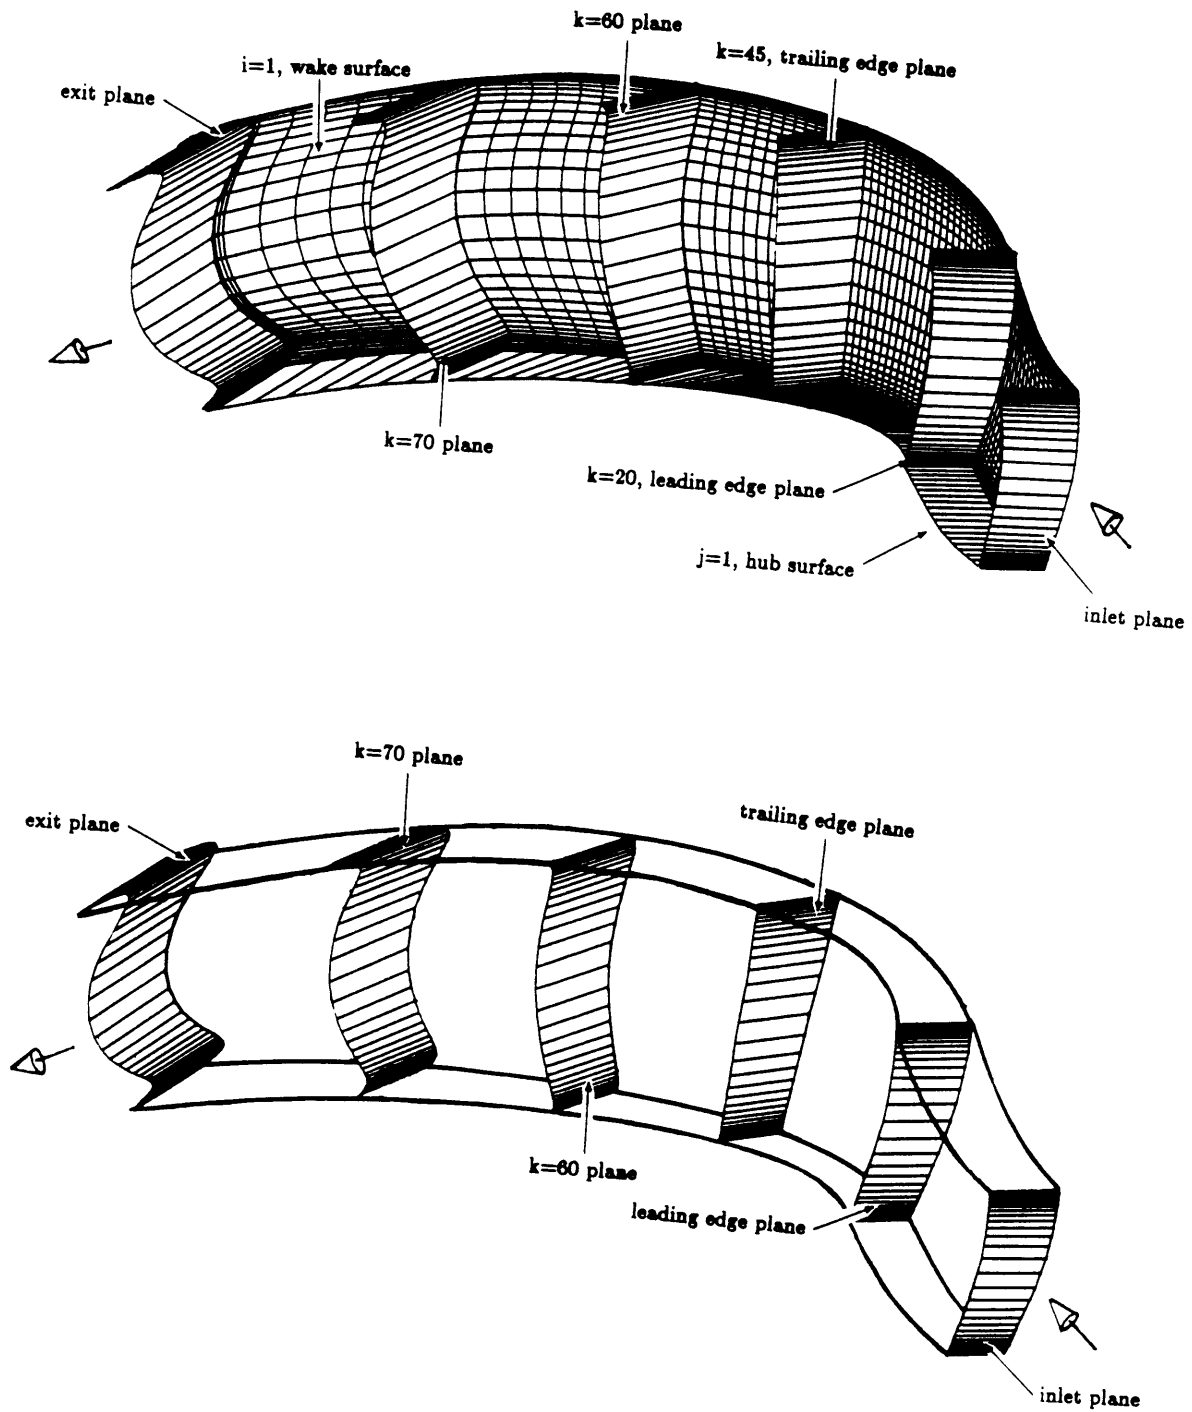 k=60 plane
k=45, trailing edge plane
i=1, wake surface
exit plane
k=70 plane
k=20, leading edge plane
j=1, hub surface
inlet plane
k=70 plane
trailing edge plane
exit plane
k=60 plane
leading edge plane
inlet plane